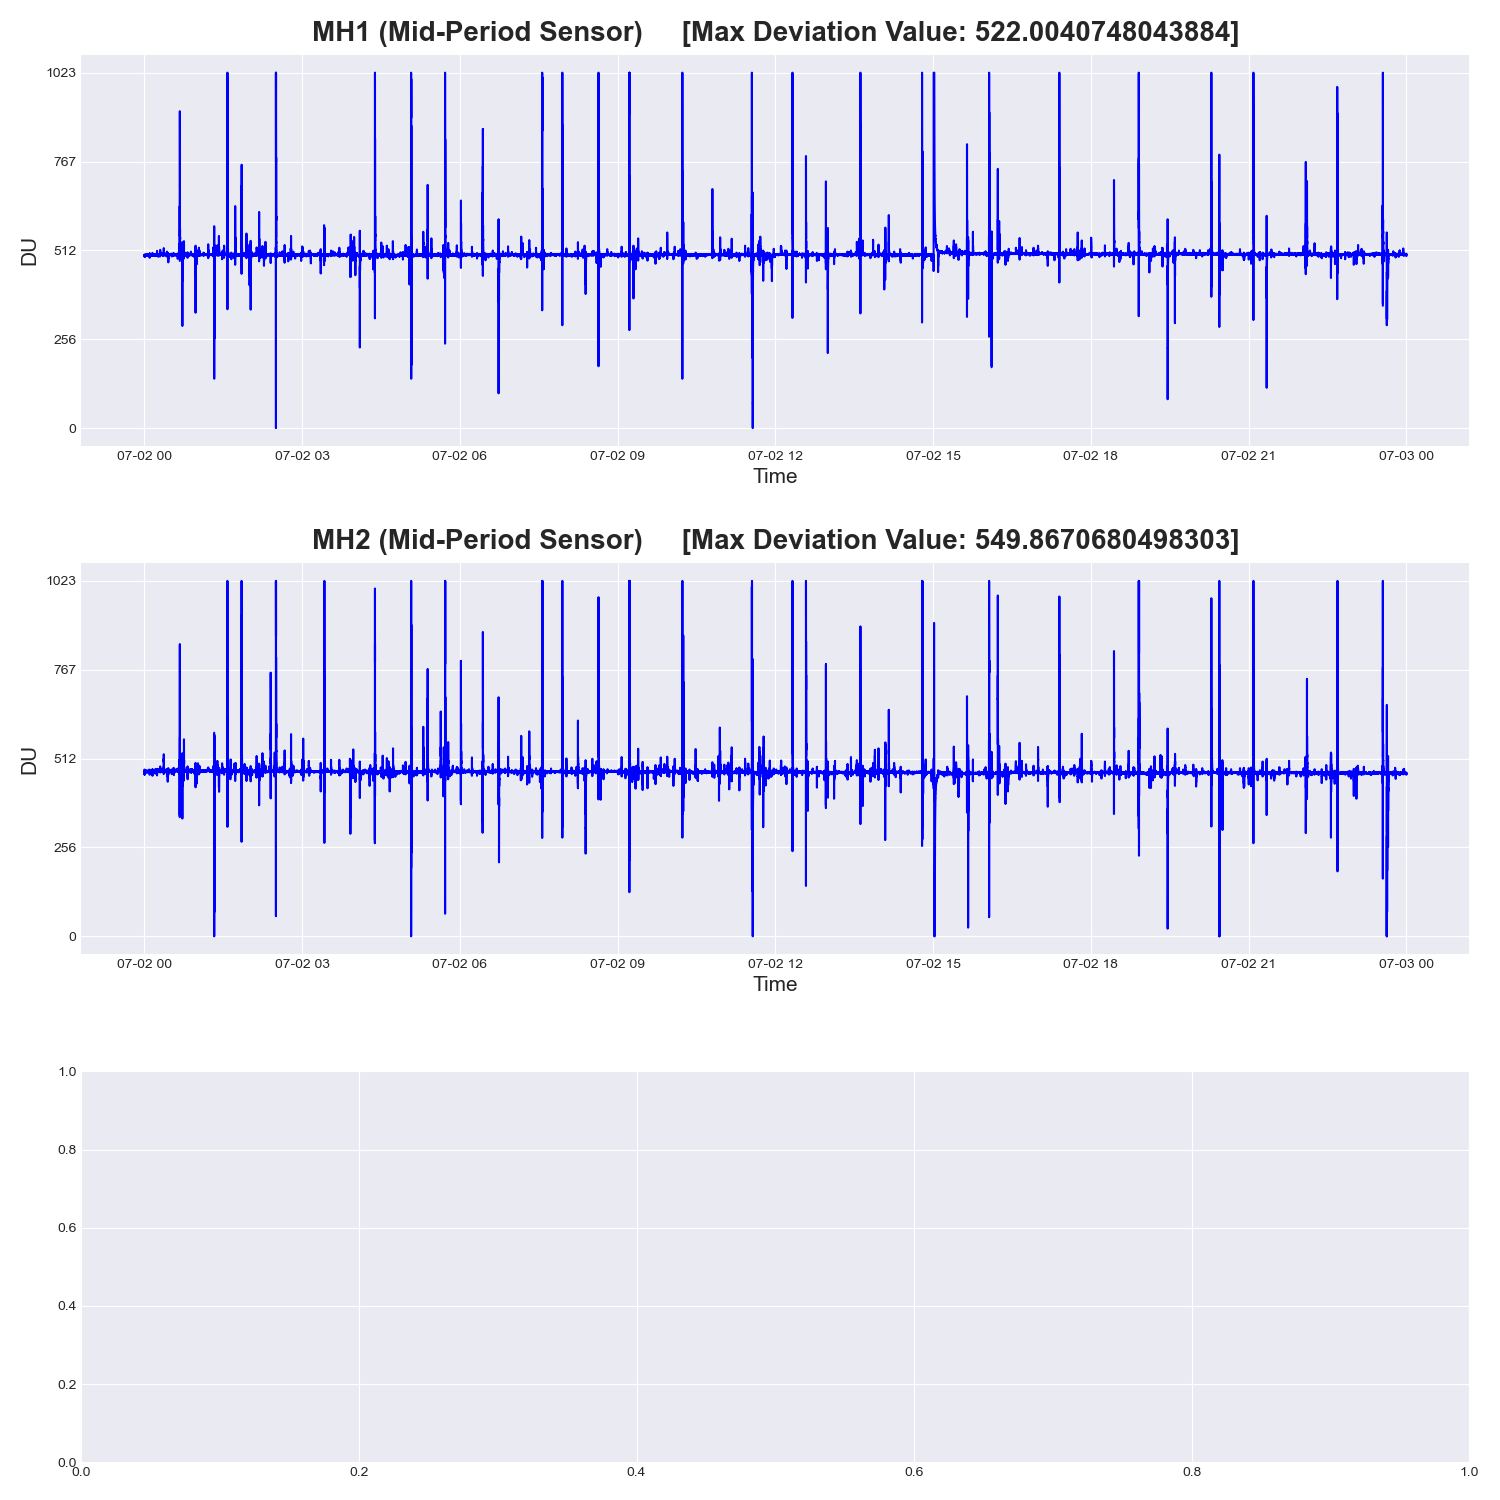 MH1 (Mid-Period Sensor) [Max Deviation Value: 522.0040748043884]
1023
767
512
256
0
DU
07-02 00 07-02 03 07-02 06 07-02 09 07-02 12 07-02 15 07-02 18 07-02 21 07-03 00
Time
MH2 (Mid-Period Sensor) [Max Deviation Value: 549.8670680498303]
1023
767
512
256
0
DU
07-02 00 07-02 03 07-02 06 07-02 09 07-02 12 07-02 15 07-02 18 07-02 21 07-03 00
Time
1.0
0.8
0.6
0.4
0.2
0.0
0.0 0.2 0.4 0.6 0.8 1.0